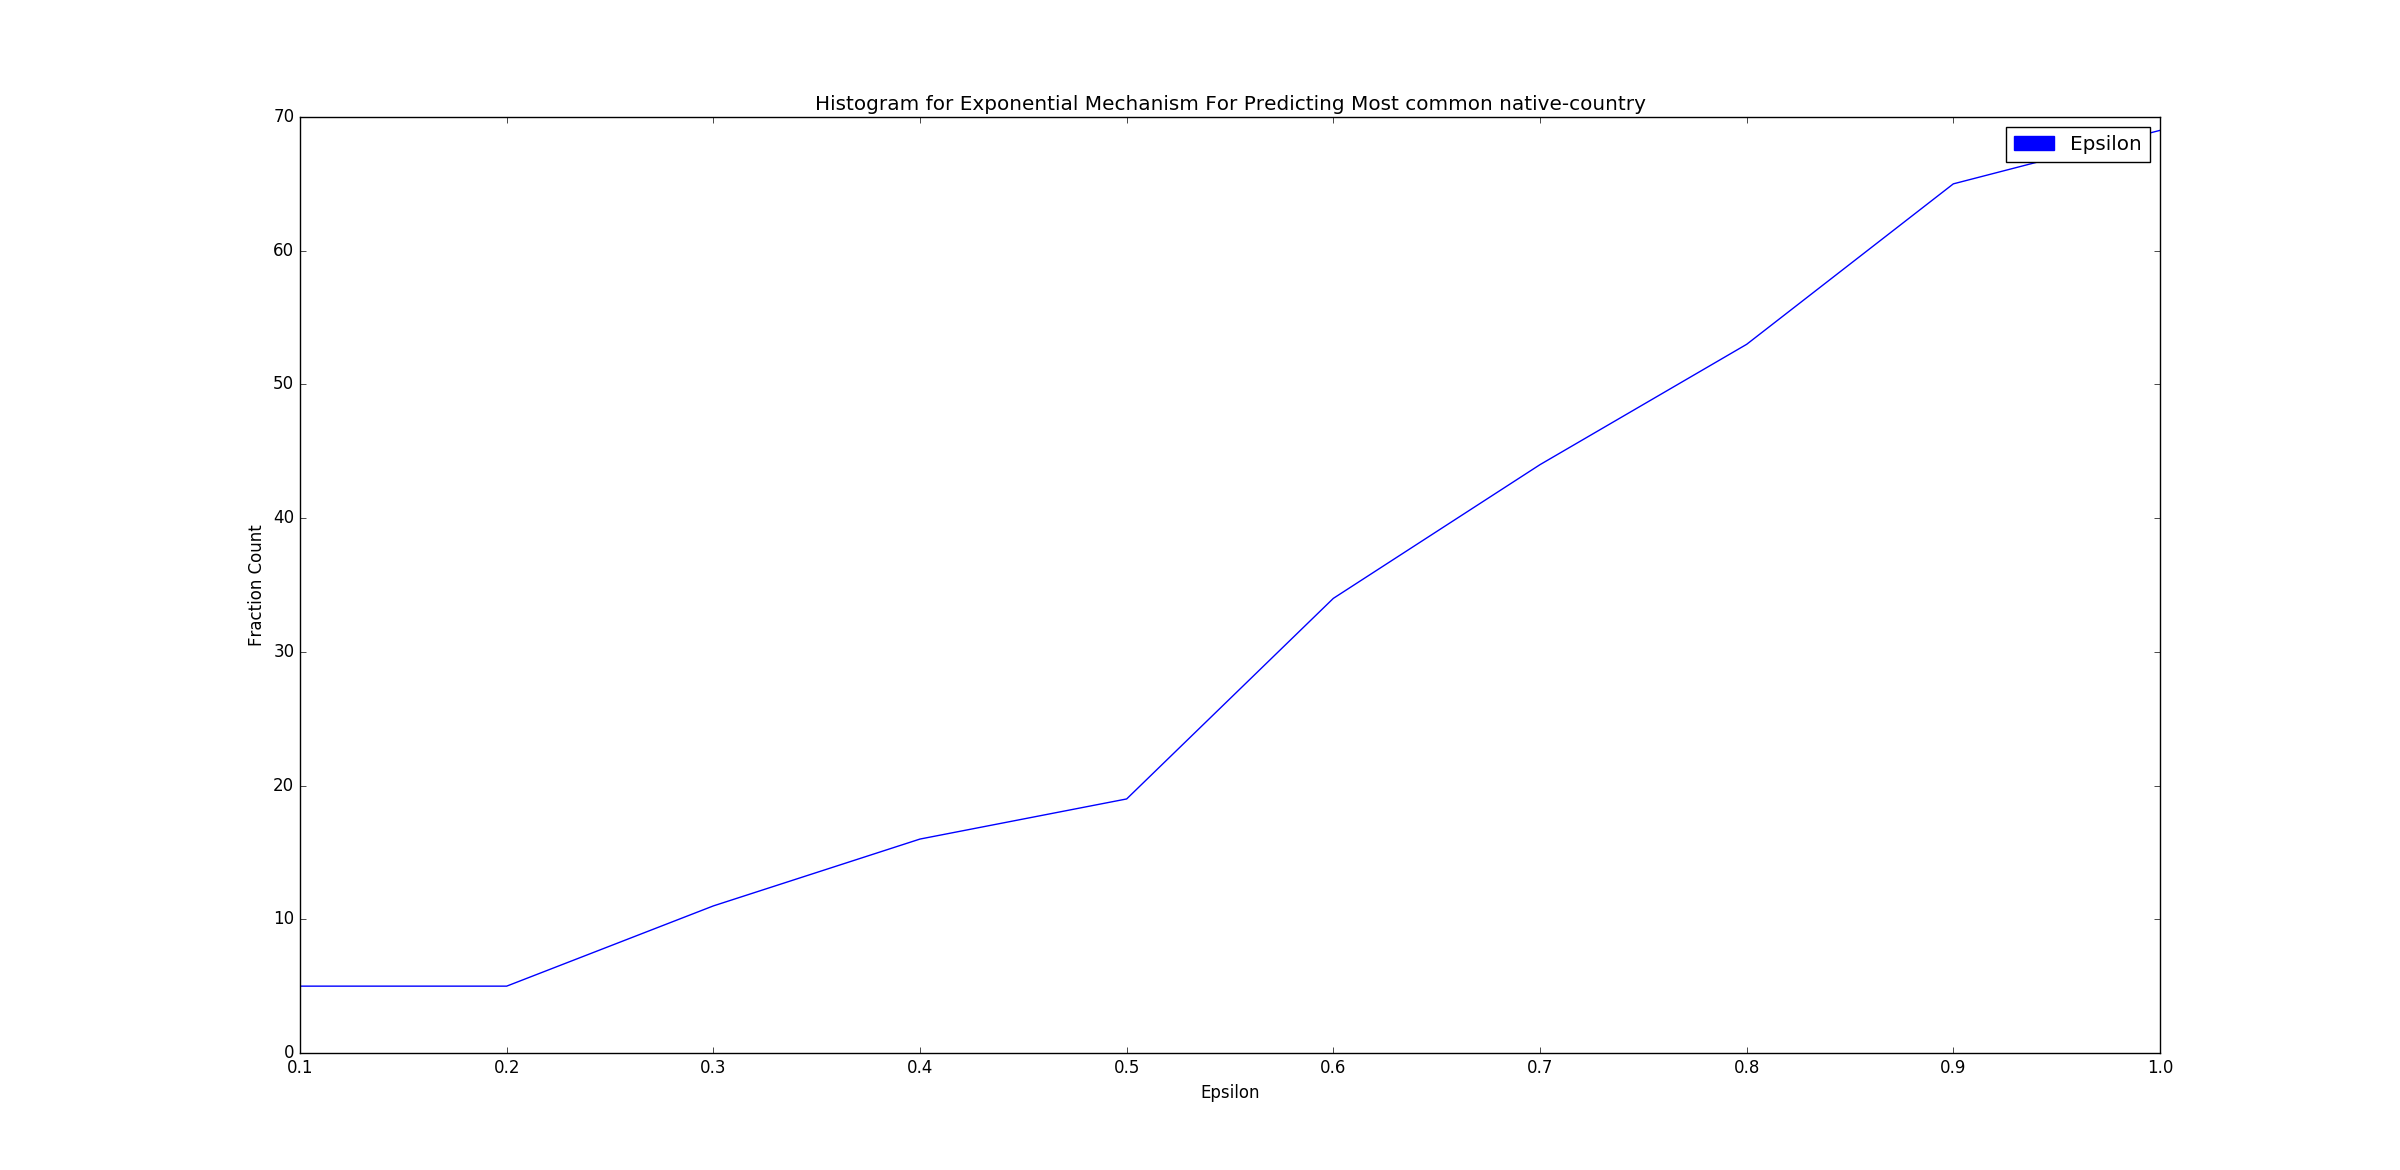 Histogram for Exponential Mechanism For Predicting Most common native-country
70
60
50
40
30
20
10
0
Fraction Count
Epsilon
0.1 0.2 0.3 0.4 0.5 0.6 0.7 0.8 0.9 1.0
Epsilon